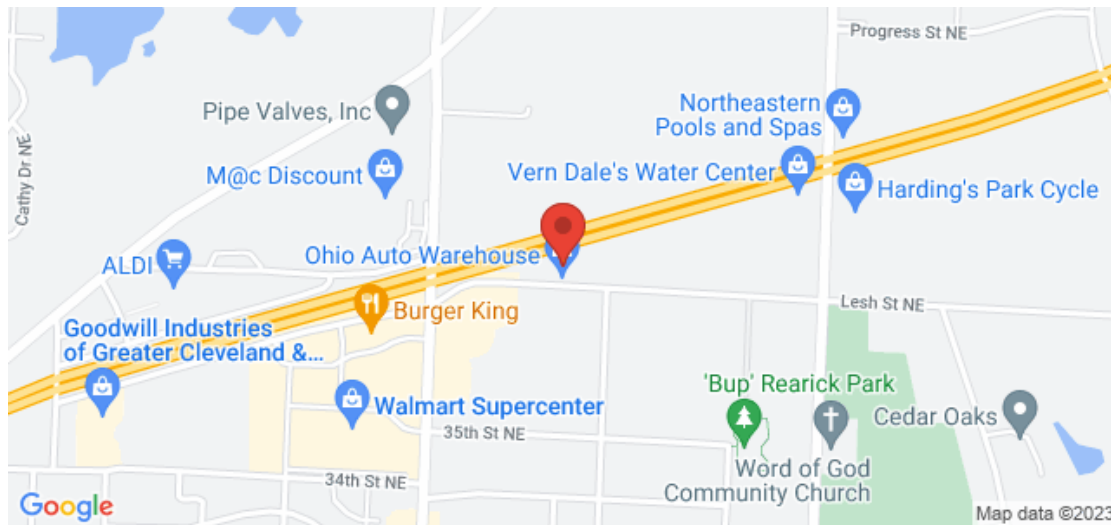 Progress St NE
Northeastern
Pools and Spas
Pipe Valves, Inc
Cathy Dr NE
M@c Discount
Vern Dale's Water Center
Harding's Park Cycle
Ohio Auto Warehouse
ALDI
Burger King
Lesh St NE
Goodwill Industries
of Greater Cleveland &...
'Bup' Rearick Park
Walmart Supercenter
Cedar Oaks
35th St NE
Word of God
Community Church
34th St NE
Google
Map data ©2023